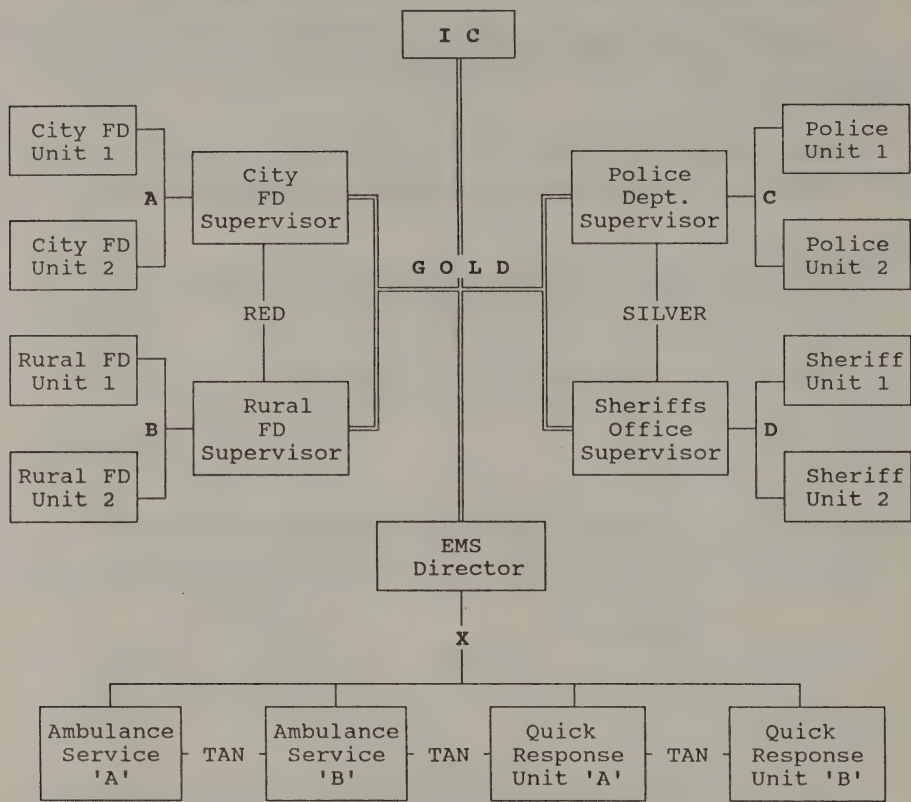 I C
City FD
Unit 1
City
FD
Supervisor
A
City FD
Unit 2
Police
Dept.
Supervisor
C
Police
Unit 1
Police
Unit 2
G O L D
RED
SILVER
Rural FD
Unit 1
Rural
FD
Supervisor
B
Rural FD
Unit 2
Sheriffs
Office
Supervisor
D
Sheriff
Unit 1
Sheriff
Unit 2
EMS
Director
X
Ambulance
Service
'A'
TAN
Ambulance
Service
'B'
TAN
Quick
Response
Unit 'A'
TAN
Quick
Response
Unit 'B'